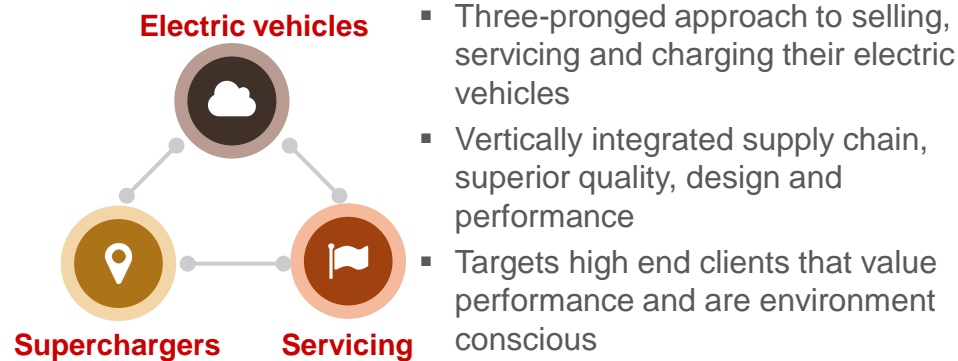 Electric vehicles
Superchargers
Servicing
▪ Three-pronged approach to selling,
servicing and charging their electric
vehicles
▪ Vertically integrated supply chain,
superior quality, design and
performance
▪ Targets high end clients that value
performance and are environment
conscious